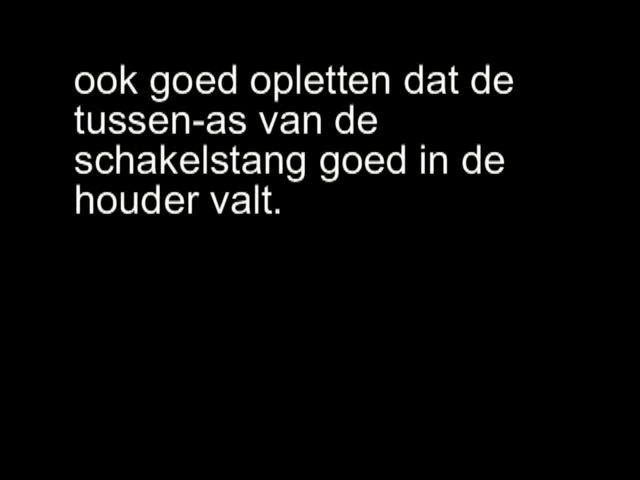 ook goed opletten dat de
tussen-as van de
schakelstang goed in de
houder valt.